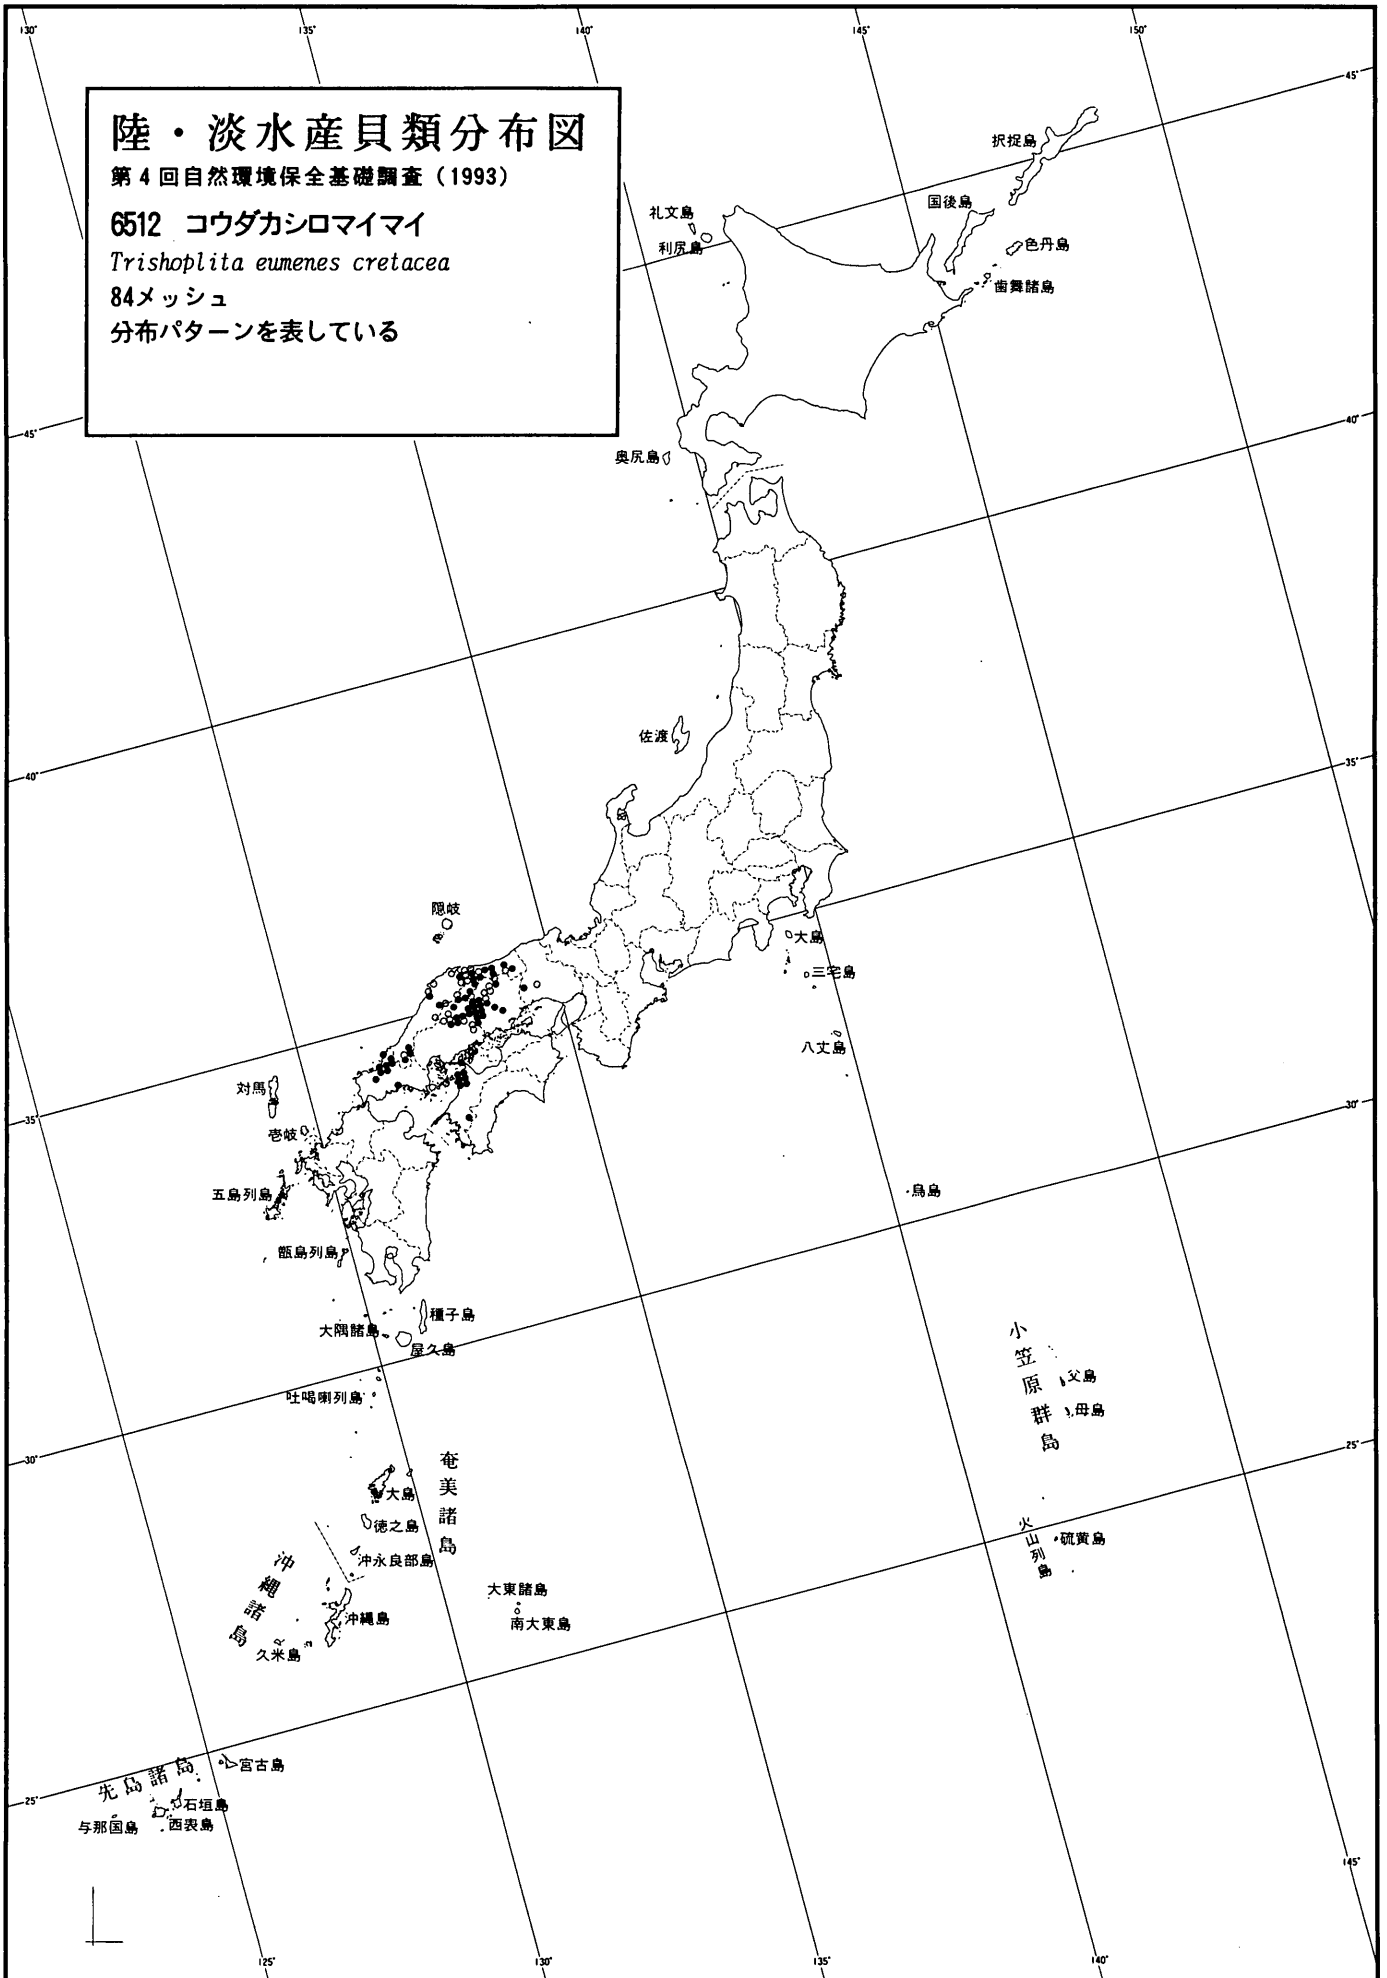 130°
135°
140°
145°
150°
陸・淡水産貝類分布図
第4回自然環境保全基礎調査（1993）
6512 コウダカシロマイマイ
Trishoplita eumenes cretacea
84メッシュ
分布パターンを表している
45°
択捉島
国後島
礼文島
利尻島
色丹島
歯舞諸島
45°
40°
奥尻島
佐渡
40°
35°
隠岐
大島
三宅島
八丈島
対馬
35°
壱岐
30°
五島列島
鳥島
甑島列島
種子島
大隅諸島
屋久島
小笠原群島
父島
吐喝喇列島
母島
30°
25°
奄美諸島
大島
徳之島
火山列島
硫黄島
沖永良部島
沖縄諸島
大東諸島
沖縄島
南大東島
久米島
先島諸島
宮古島
25°
石垣島
与那国島
西表島
145°
125°
130°
135°
140°